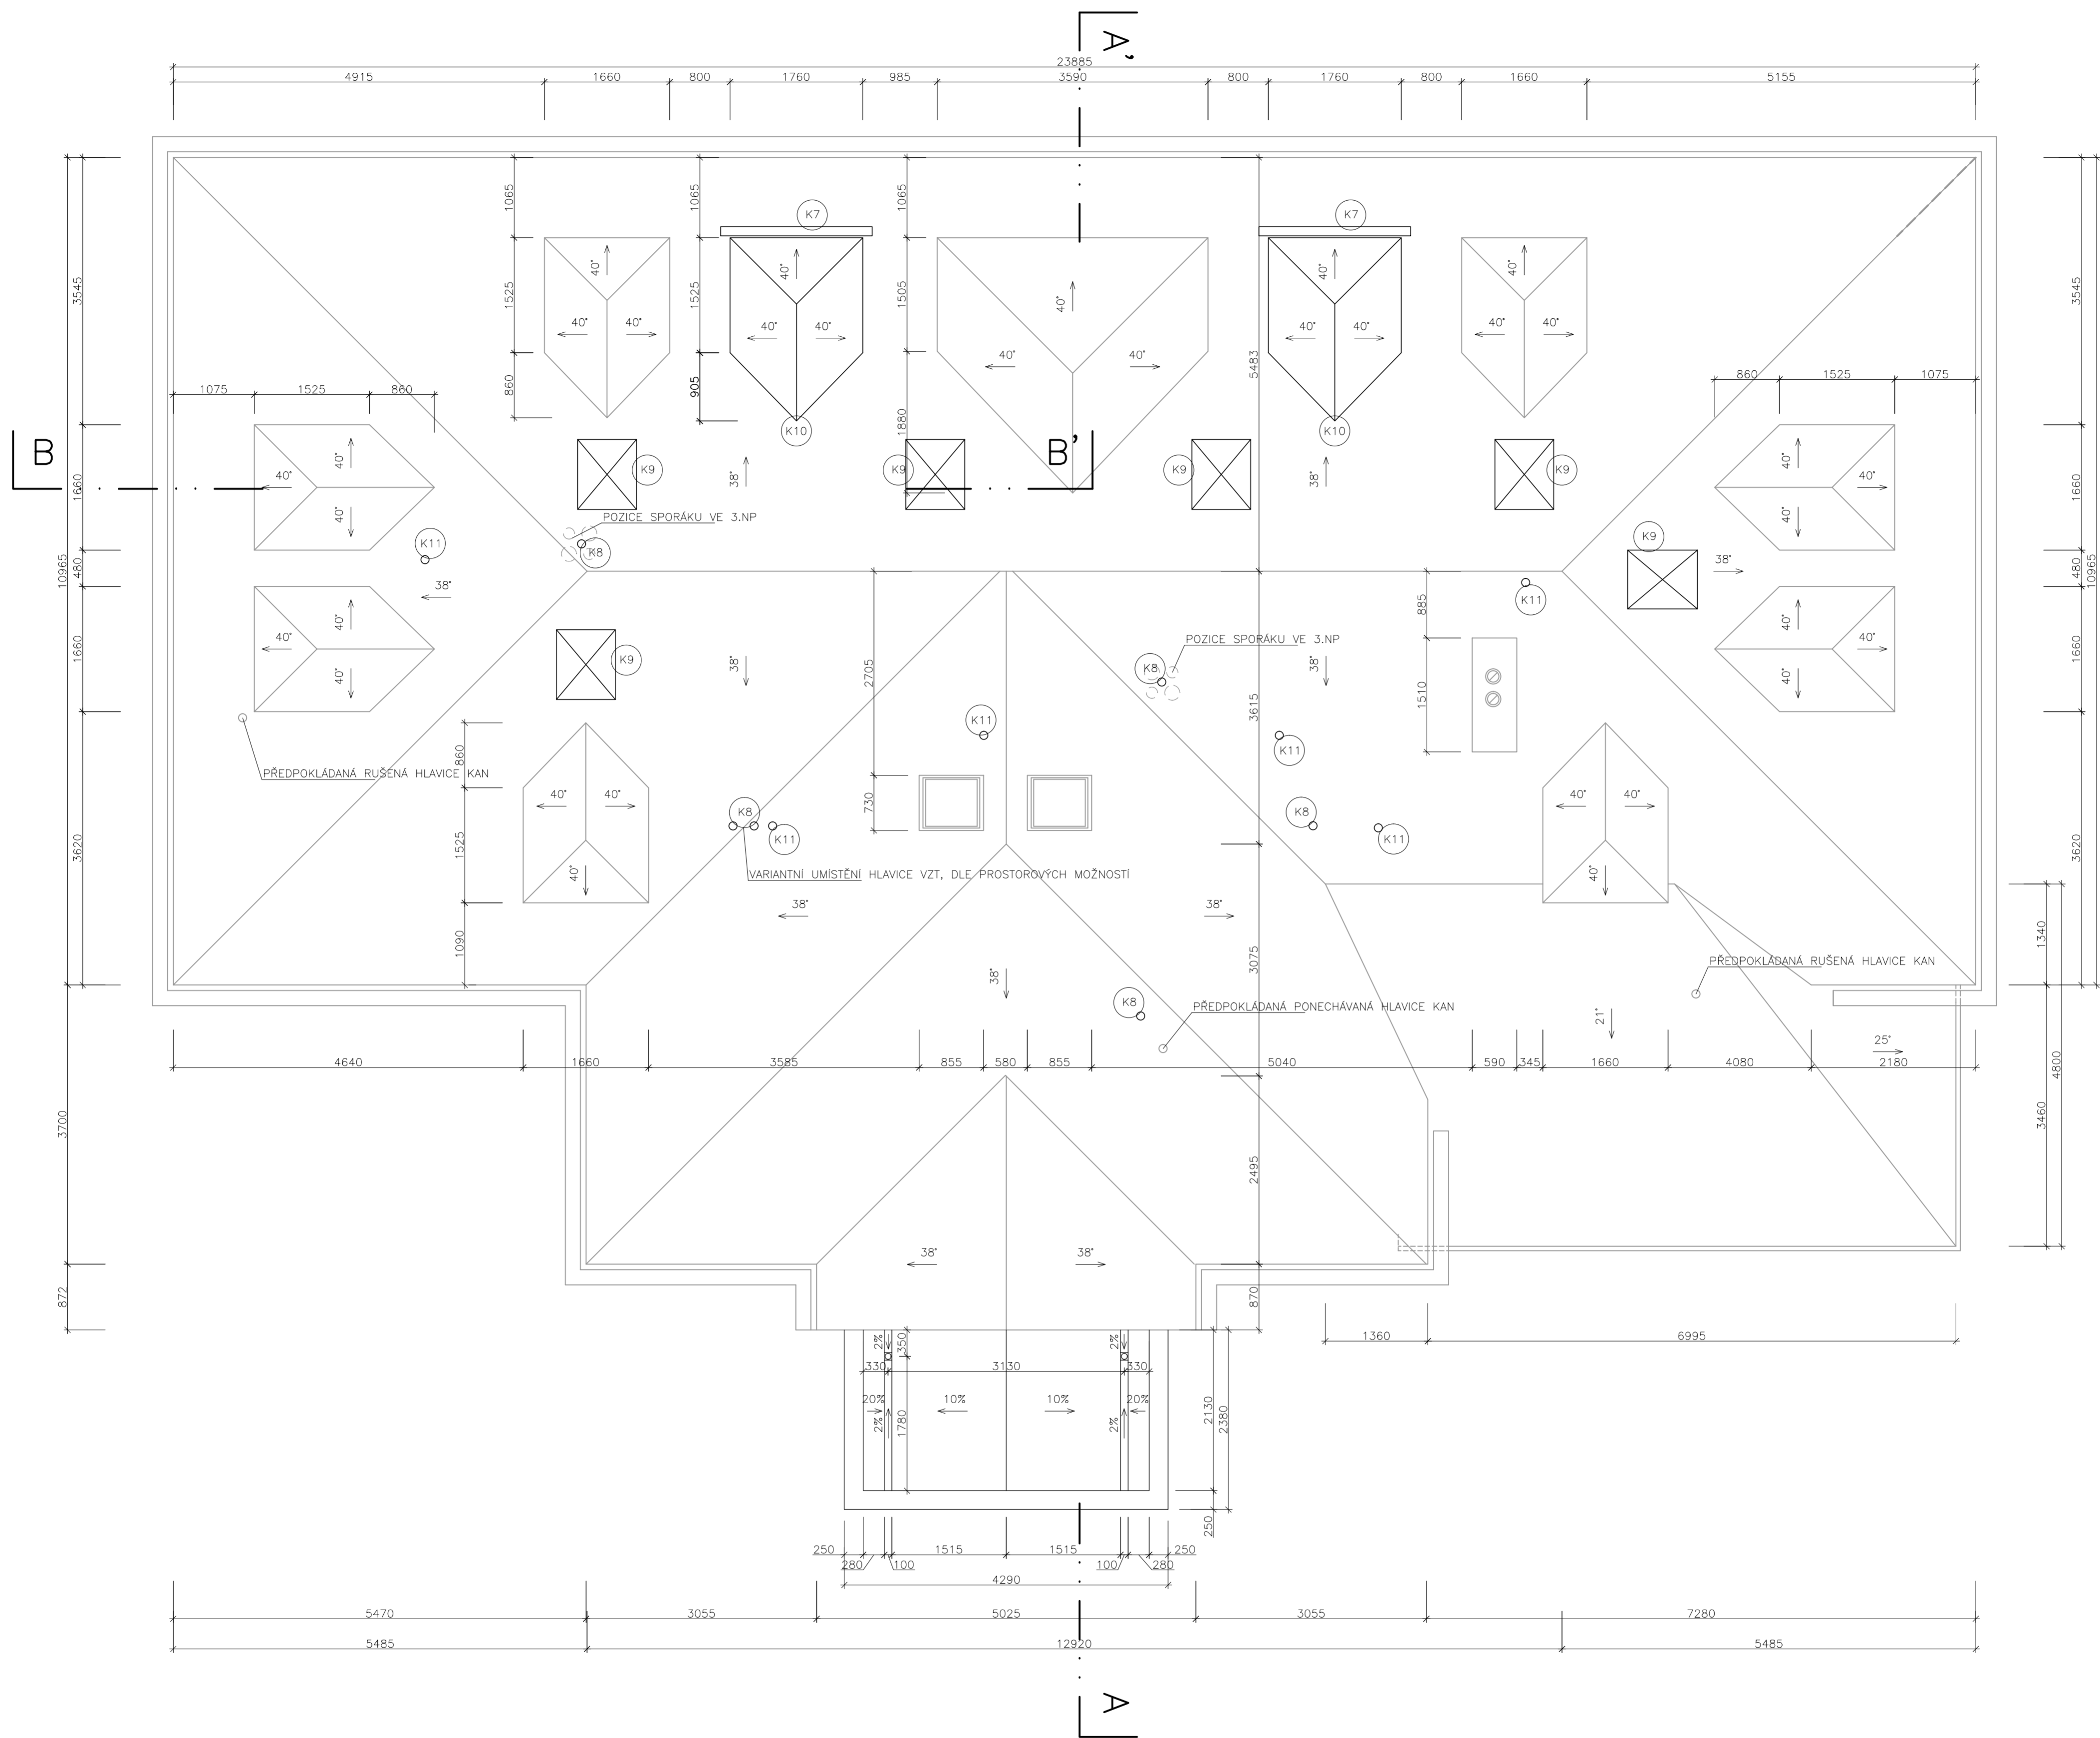 A'
23885
4915 1660 800 1760 985 3590 800 1760 800 1660 5155
1065 1065 1065
K7 K7
3545 3545
40° 40° 40° 40° 40°
1525 1525 1505
40° 40° 40° 40° 40° 40° 40° 40° 40° 40°
5483
860 905 1880
1075 1525 860
860 1525 1075
K10 K10
B B'
K9 K9 K9 K9
40° 40° 40° 40°
38° 38°
1660 1660
40° 40°
POZICE SPORÁKU VE 3.NP
K11 K8 K9
10965 480 480 10965
38° 38°
K11
885
40° 40° 40° 40°
1660 1660
40° 40°
POZICE SPORÁKU VE 3.NP
K9 38° K8 38°
2705
1510
3615
K11 K11
PŘEDPOKLÁDANÁ RUŠENÁ HLAVICE KAN
860
40° 40° 40° 40°
730
K8 K11 K8 K11
3620 1525 3620
VARIANTNÍ UMÍSTĚNÍ HLAVICE VZT, DLE PROSTOROVÝCH MOŽNOSTÍ
40° 40°
38° 38°
1090
3075 1340
PŘEDPOKLÁDANÁ RUŠENÁ HLAVICE KAN
38°
K8
PŘEDPOKLÁDANÁ PONECHÁVANÁ HLAVICE KAN
21°
25°
4640 1660 3585 855 580 855 5040 590 345 1660 4080 2180
4800
3700 3460
2495
38° 38°
872 870
2% 350 2%
1360 6995
330 3130 330
20% 10% 10% 20%
2% 1780 2% 2130 2380
250
250 1515 1515 250
280 100 100 280
4290
5470 3055 5025 3055 7280
5485 12920 5485
A